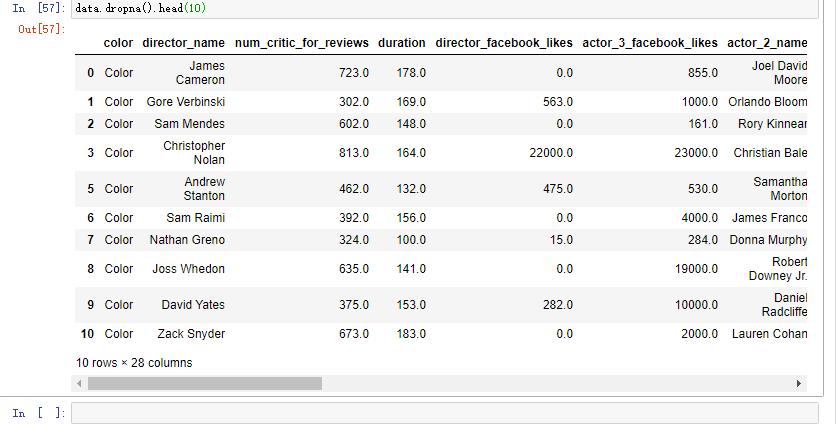 In [57]: data.dropna().head(10)
Out[57]:
color director_name num_critic_for_reviews duration director_facebook_likes actor_3_facebook_likes actor_2_name
0 Color James Cameron 723.0 178.0 0.0 855.0 Joel David Moore
1 Color Gore Verbinski 302.0 169.0 563.0 1000.0 Orlando Bloom
2 Color Sam Mendes 602.0 148.0 0.0 161.0 Rory Kinnear
3 Color Christopher Nolan 813.0 164.0 22000.0 23000.0 Christian Bale
5 Color Andrew Stanton 462.0 132.0 475.0 530.0 Samantha Morton
6 Color Sam Raimi 392.0 156.0 0.0 4000.0 James Franco
7 Color Nathan Greno 324.0 100.0 15.0 284.0 Donna Murphy
8 Color Joss Whedon 635.0 141.0 0.0 19000.0 Robert Downey Jr.
9 Color David Yates 375.0 153.0 282.0 10000.0 Daniel Radcliffe
10 Color Zack Snyder 673.0 183.0 0.0 2000.0 Lauren Cohan
10 rows × 28 columns
In [ ]: